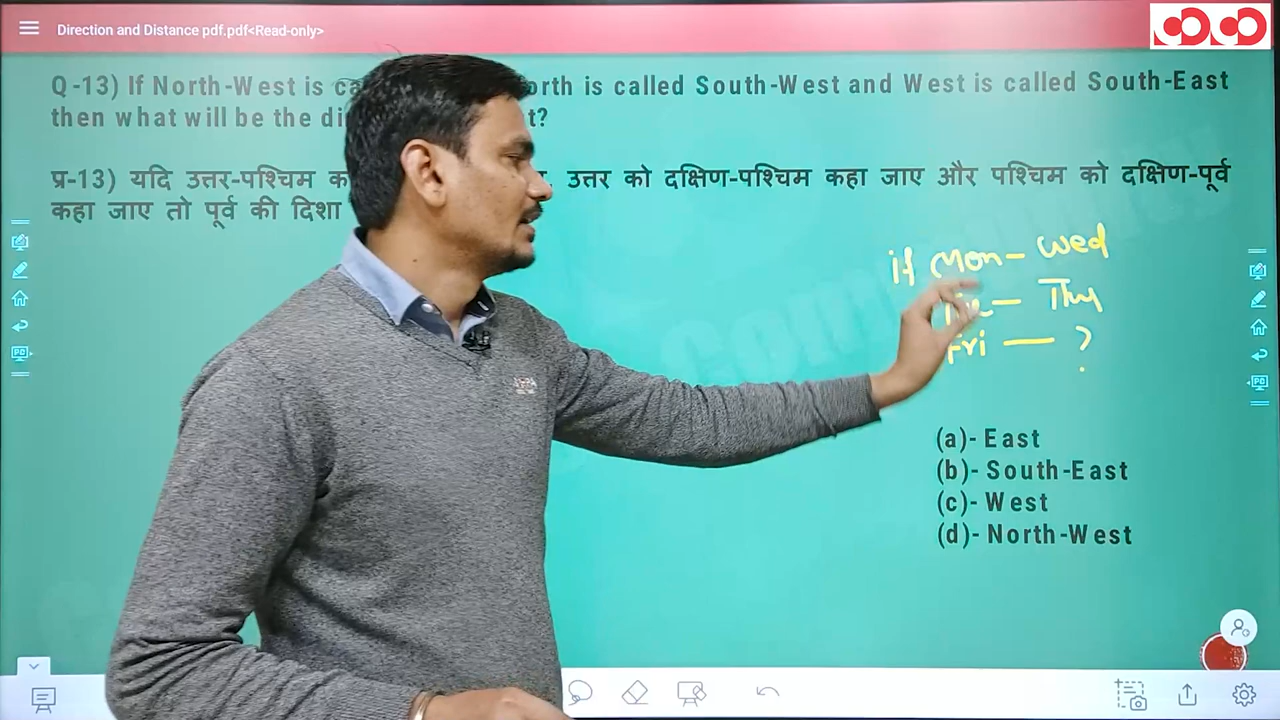 Direction and Distance pdf.pdf<Read-only>
Q-13) If North-West is ca orth is called South-West and West is called South-East
then what will be the di t?
प्र-13) यदि उत्तर-पश्चिम क उत्तर को दक्षिण-पश्चिम कहा जाए और पश्चिम को दक्षिण-पूर्व
कहा जाए तो पूर्व की दिशा
if Mon - Wed
Tue - Thu
Fri — ?
(a)- East
(b)- South-East
(c)- West
(d)- North-West